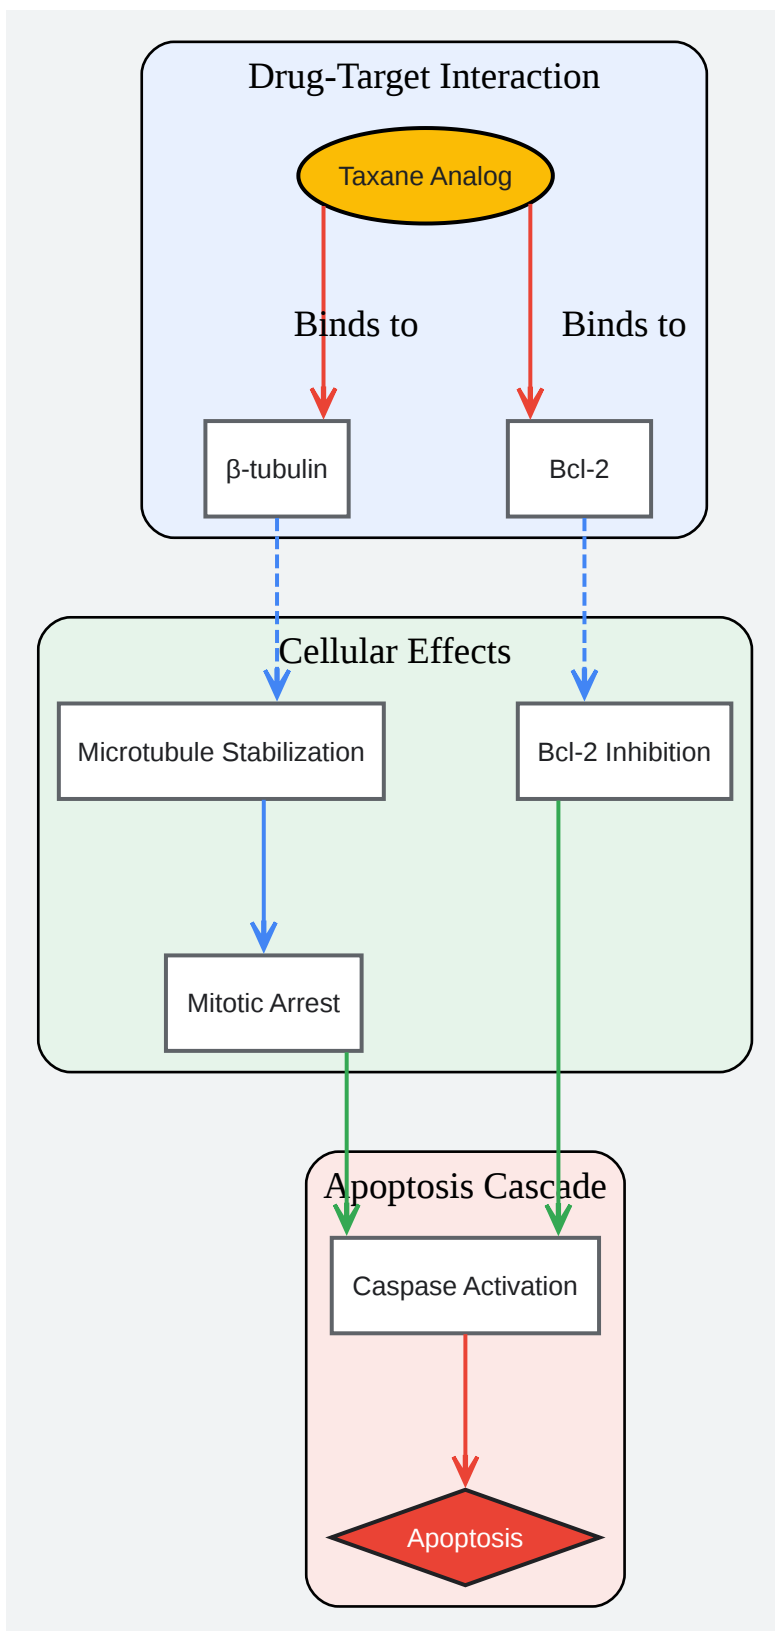 Drug-Target Interaction
Taxane Analog
Binds to
Binds to
β-tubulin
Bcl-2
Cellular Effects
Microtubule Stabilization
Bcl-2 Inhibition
Mitotic Arrest
Apoptosis Cascade
Caspase Activation
Apoptosis